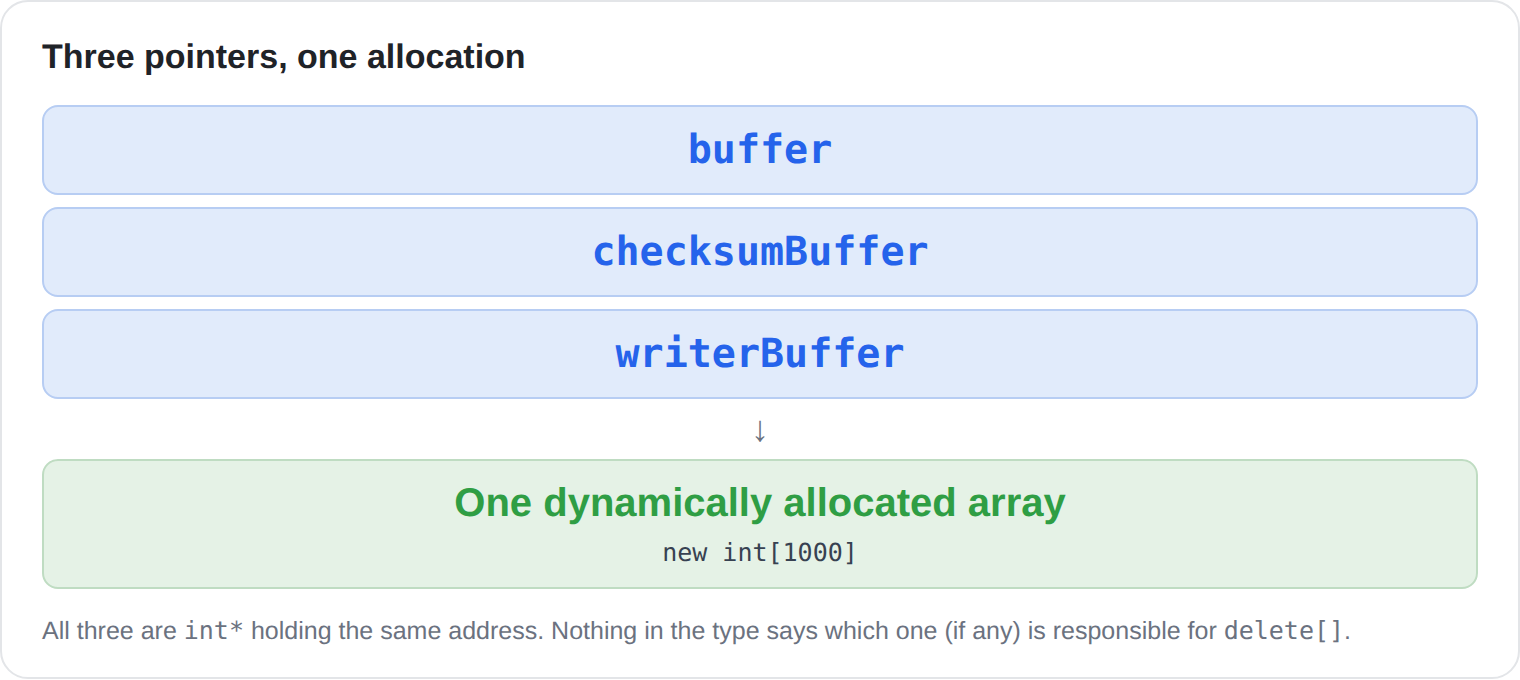 Three pointers, one allocation
buffer
checksumBuffer
writerBuffer
↓
One dynamically allocated array
new int[1000]
All three are int* holding the same address. Nothing in the type says which one (if any) is responsible for delete[].